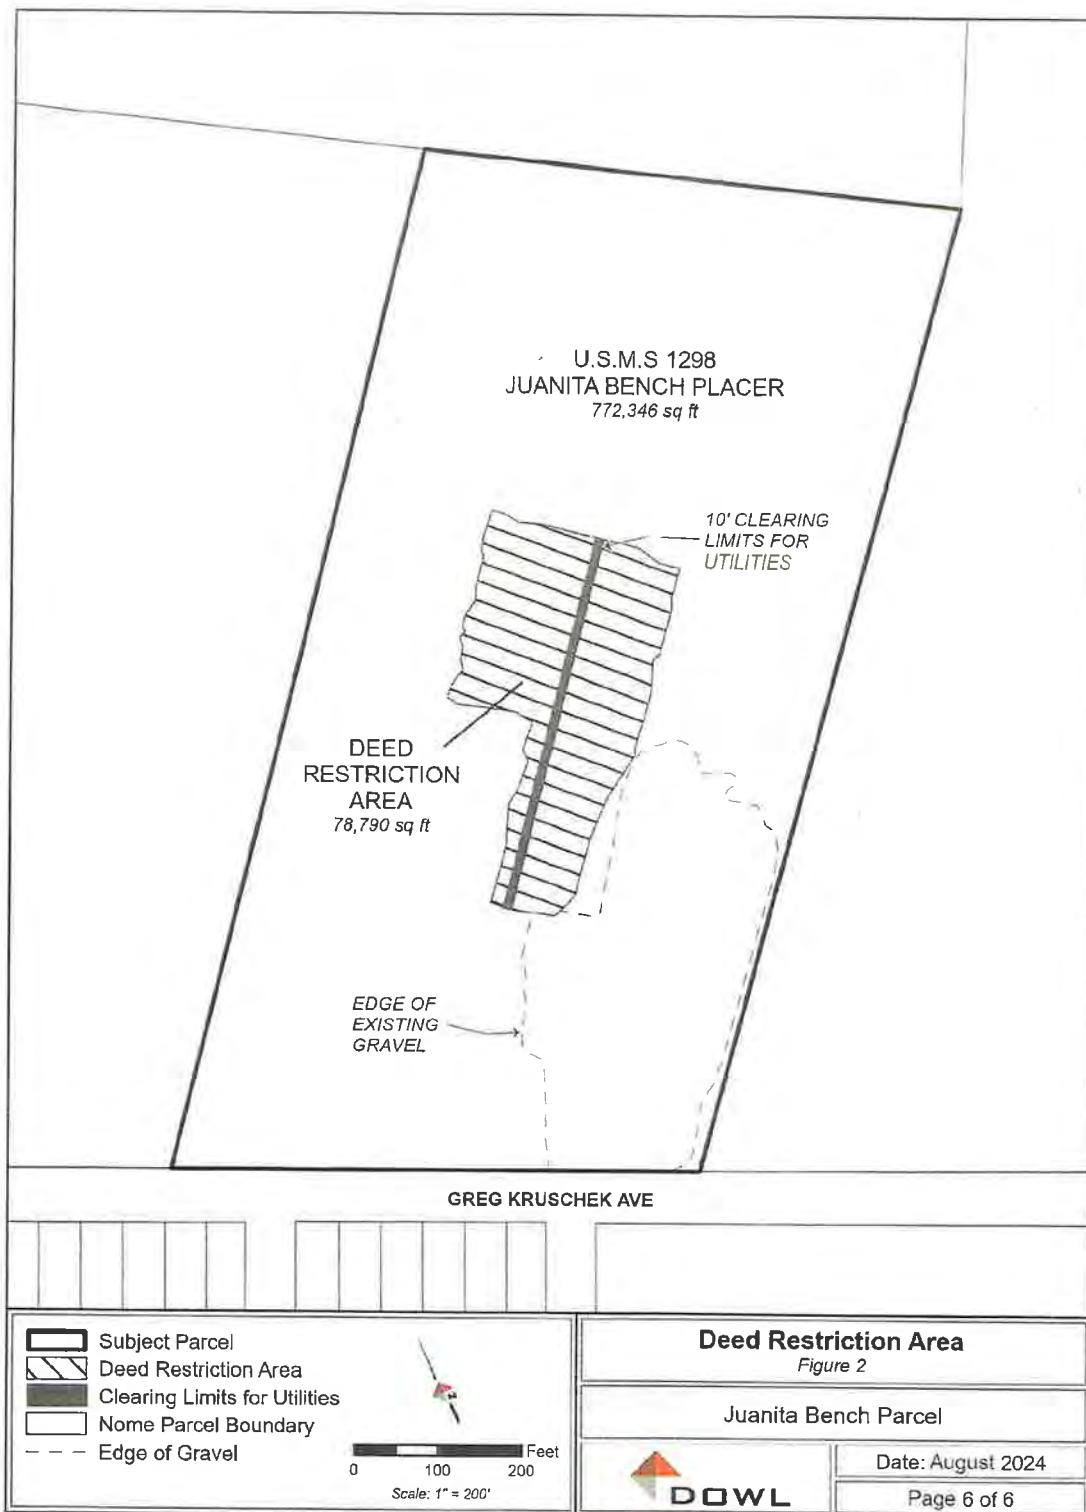 U.S.M.S 1298
JUANITA BENCH PLACER
772,346 sq ft
10' CLEARING
LIMITS FOR
UTILITIES
DEED
RESTRICTION
AREA
78,790 sq ft
EDGE OF
EXISTING
GRAVEL
GREG KRUSCHEK AVE
Subject Parcel
Deed Restriction Area
Clearing Limits for Utilities
Nome Parcel Boundary
Edge of Gravel
N
Feet
0 100 200
Scale: 1" = 200'
Deed Restriction Area
Figure 2
Juanita Bench Parcel
DOWL
Date: August 2024
Page 6 of 6